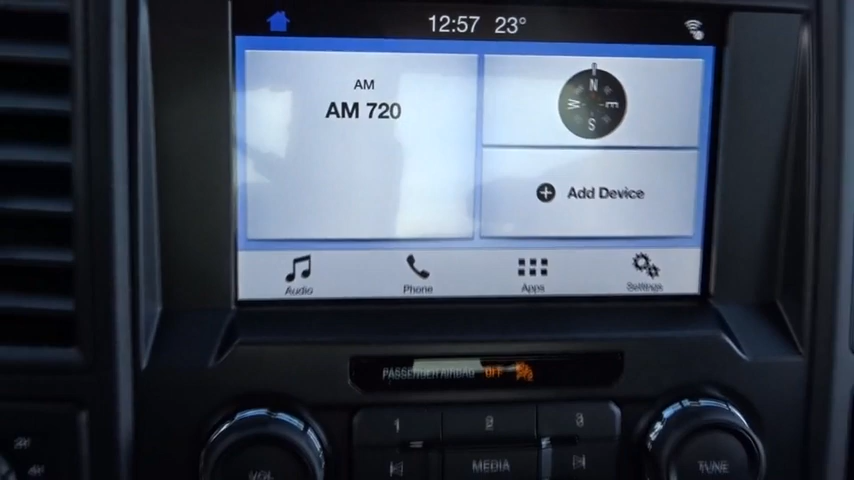 12:57 23°
AM
AM 720
N
W E
S
Add Device
Audio Phone Apps Settings
PASSENGER AIRBAG OFF
1 2 3
VOL MEDIA TUNE
4H